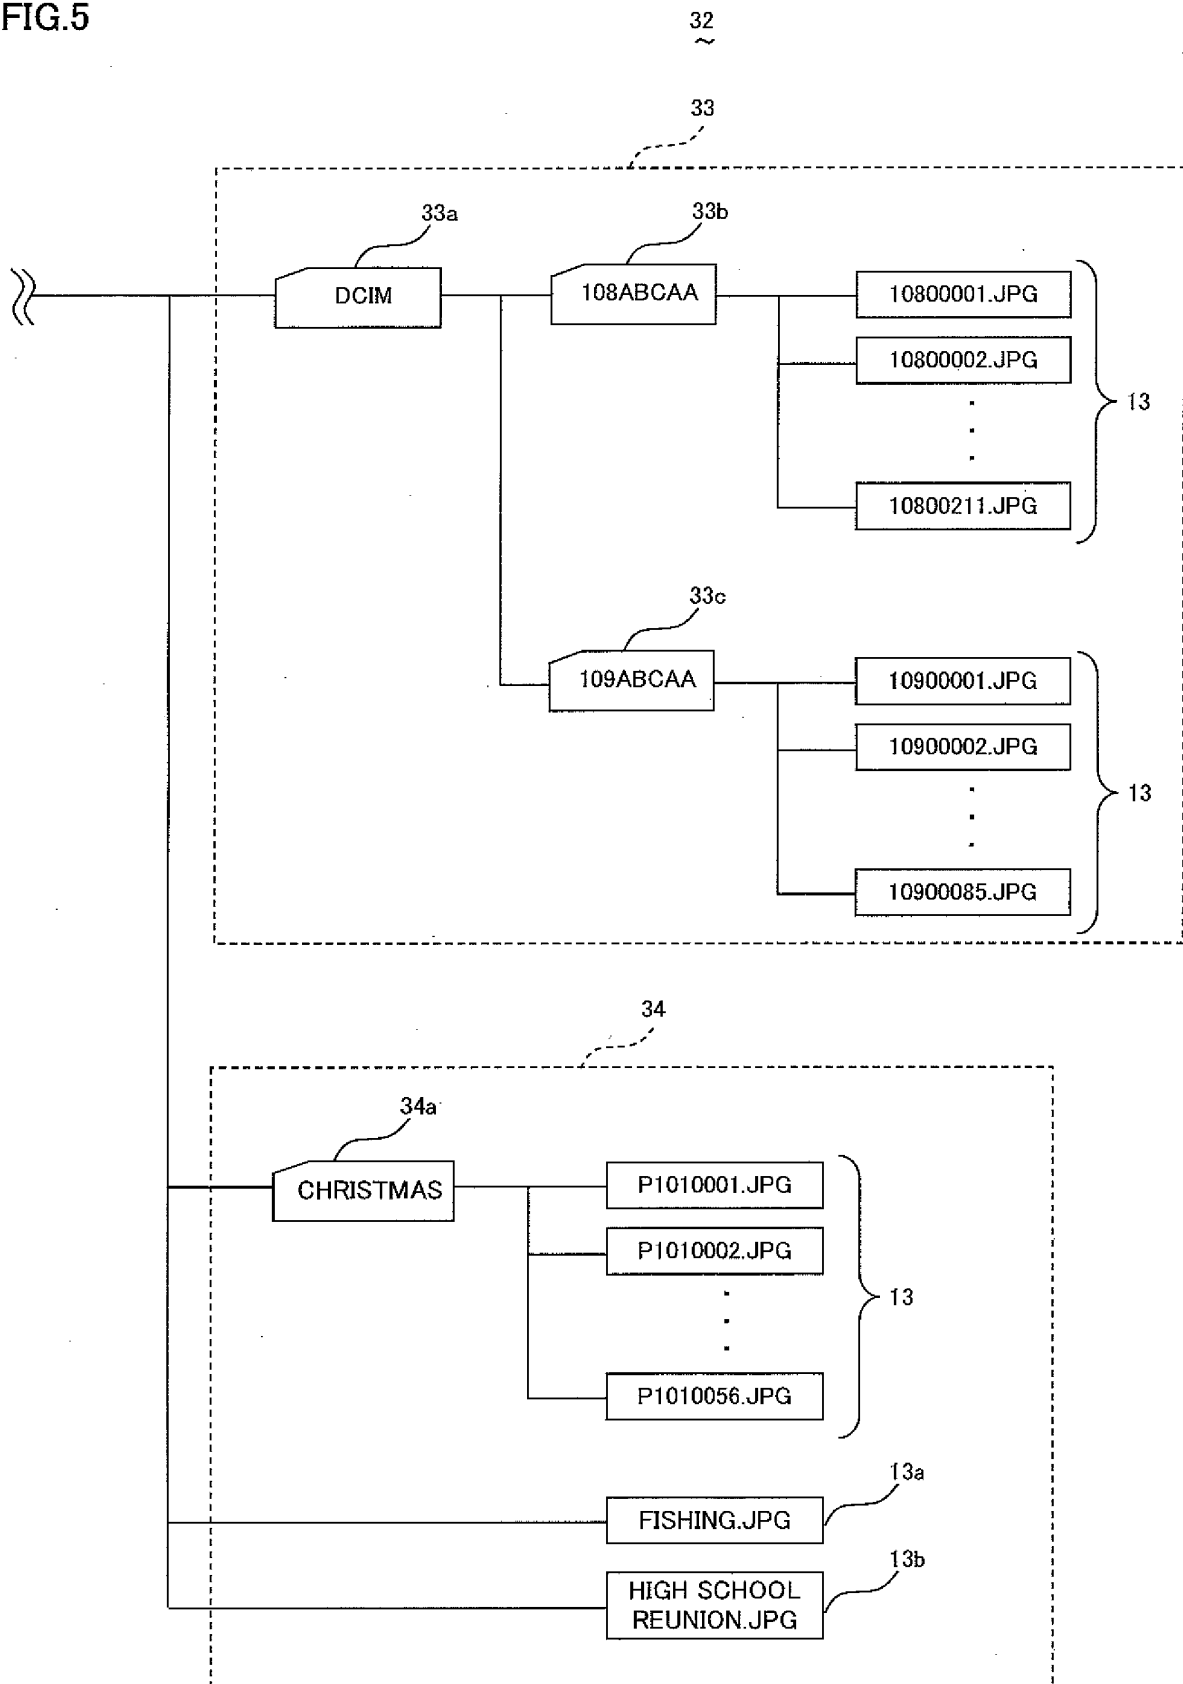 FIG.5
32
33
33a
33b
DCIM
108ABCAA
10800001.JPG
10800002.JPG
13
10800211.JPG
33c
109ABCAA
10900001.JPG
10900002.JPG
13
10900085.JPG
34
34a
CHRISTMAS
P1010001.JPG
P1010002.JPG
13
P1010056.JPG
13a
FISHING.JPG
13b
HIGH SCHOOL
REUNION.JPG